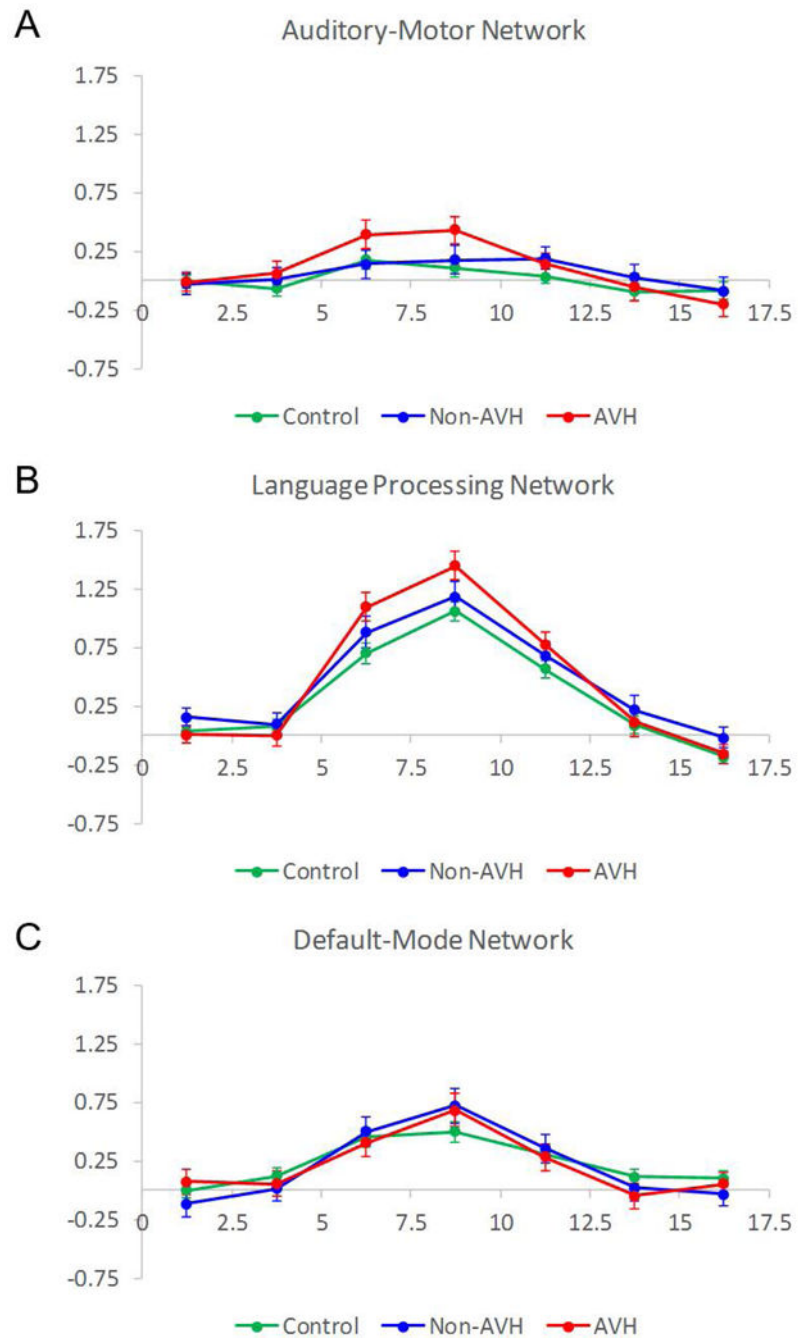 A
Auditory-Motor Network
1.75
1.25
0.75
0.25
-0.25
-0.75
0 2.5 5 7.5 10 12.5 15 17.5
Control Non-AVH AVH
B
Language Processing Network
1.75
1.25
0.75
0.25
-0.25
-0.75
0 2.5 5 7.5 10 12.5 15 17.5
Control Non-AVH AVH
C
Default-Mode Network
1.75
1.25
0.75
0.25
-0.25
-0.75
0 2.5 5 7.5 10 12.5 15 17.5
Control Non-AVH AVH